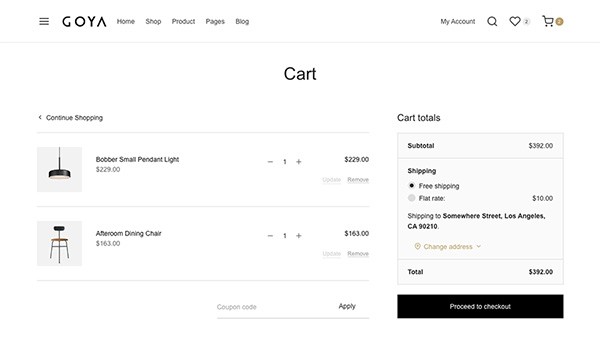 GOYA Home Shop Product Pages Blog My Account 2 2
Cart
Continue Shopping
Bobber Small Pendant Light
$229.00
1
$229.00
Update Remove
Afteroom Dining Chair
$163.00
1
$163.00
Update Remove
Coupon code Apply
Cart totals
Subtotal $392.00
Shipping
Free shipping
Flat rate: $10.00
Shipping to Somewhere Street, Los Angeles,
CA 90210.
Change address
Total $392.00
Proceed to checkout